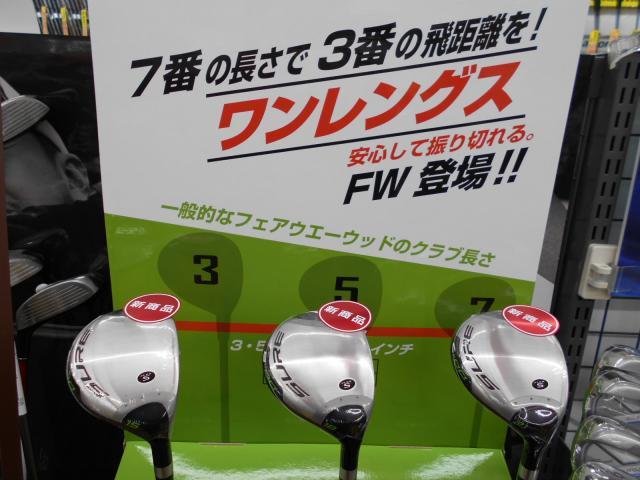 7番の長さで3番の飛距離を!
ワンレングス
安心して振り切れる。
FW 登場!!
一般的なフェアウエーウッドのクラブ長さ
3
5
7
新商品
新商品
新商品
3・5
インチ
S
S
S